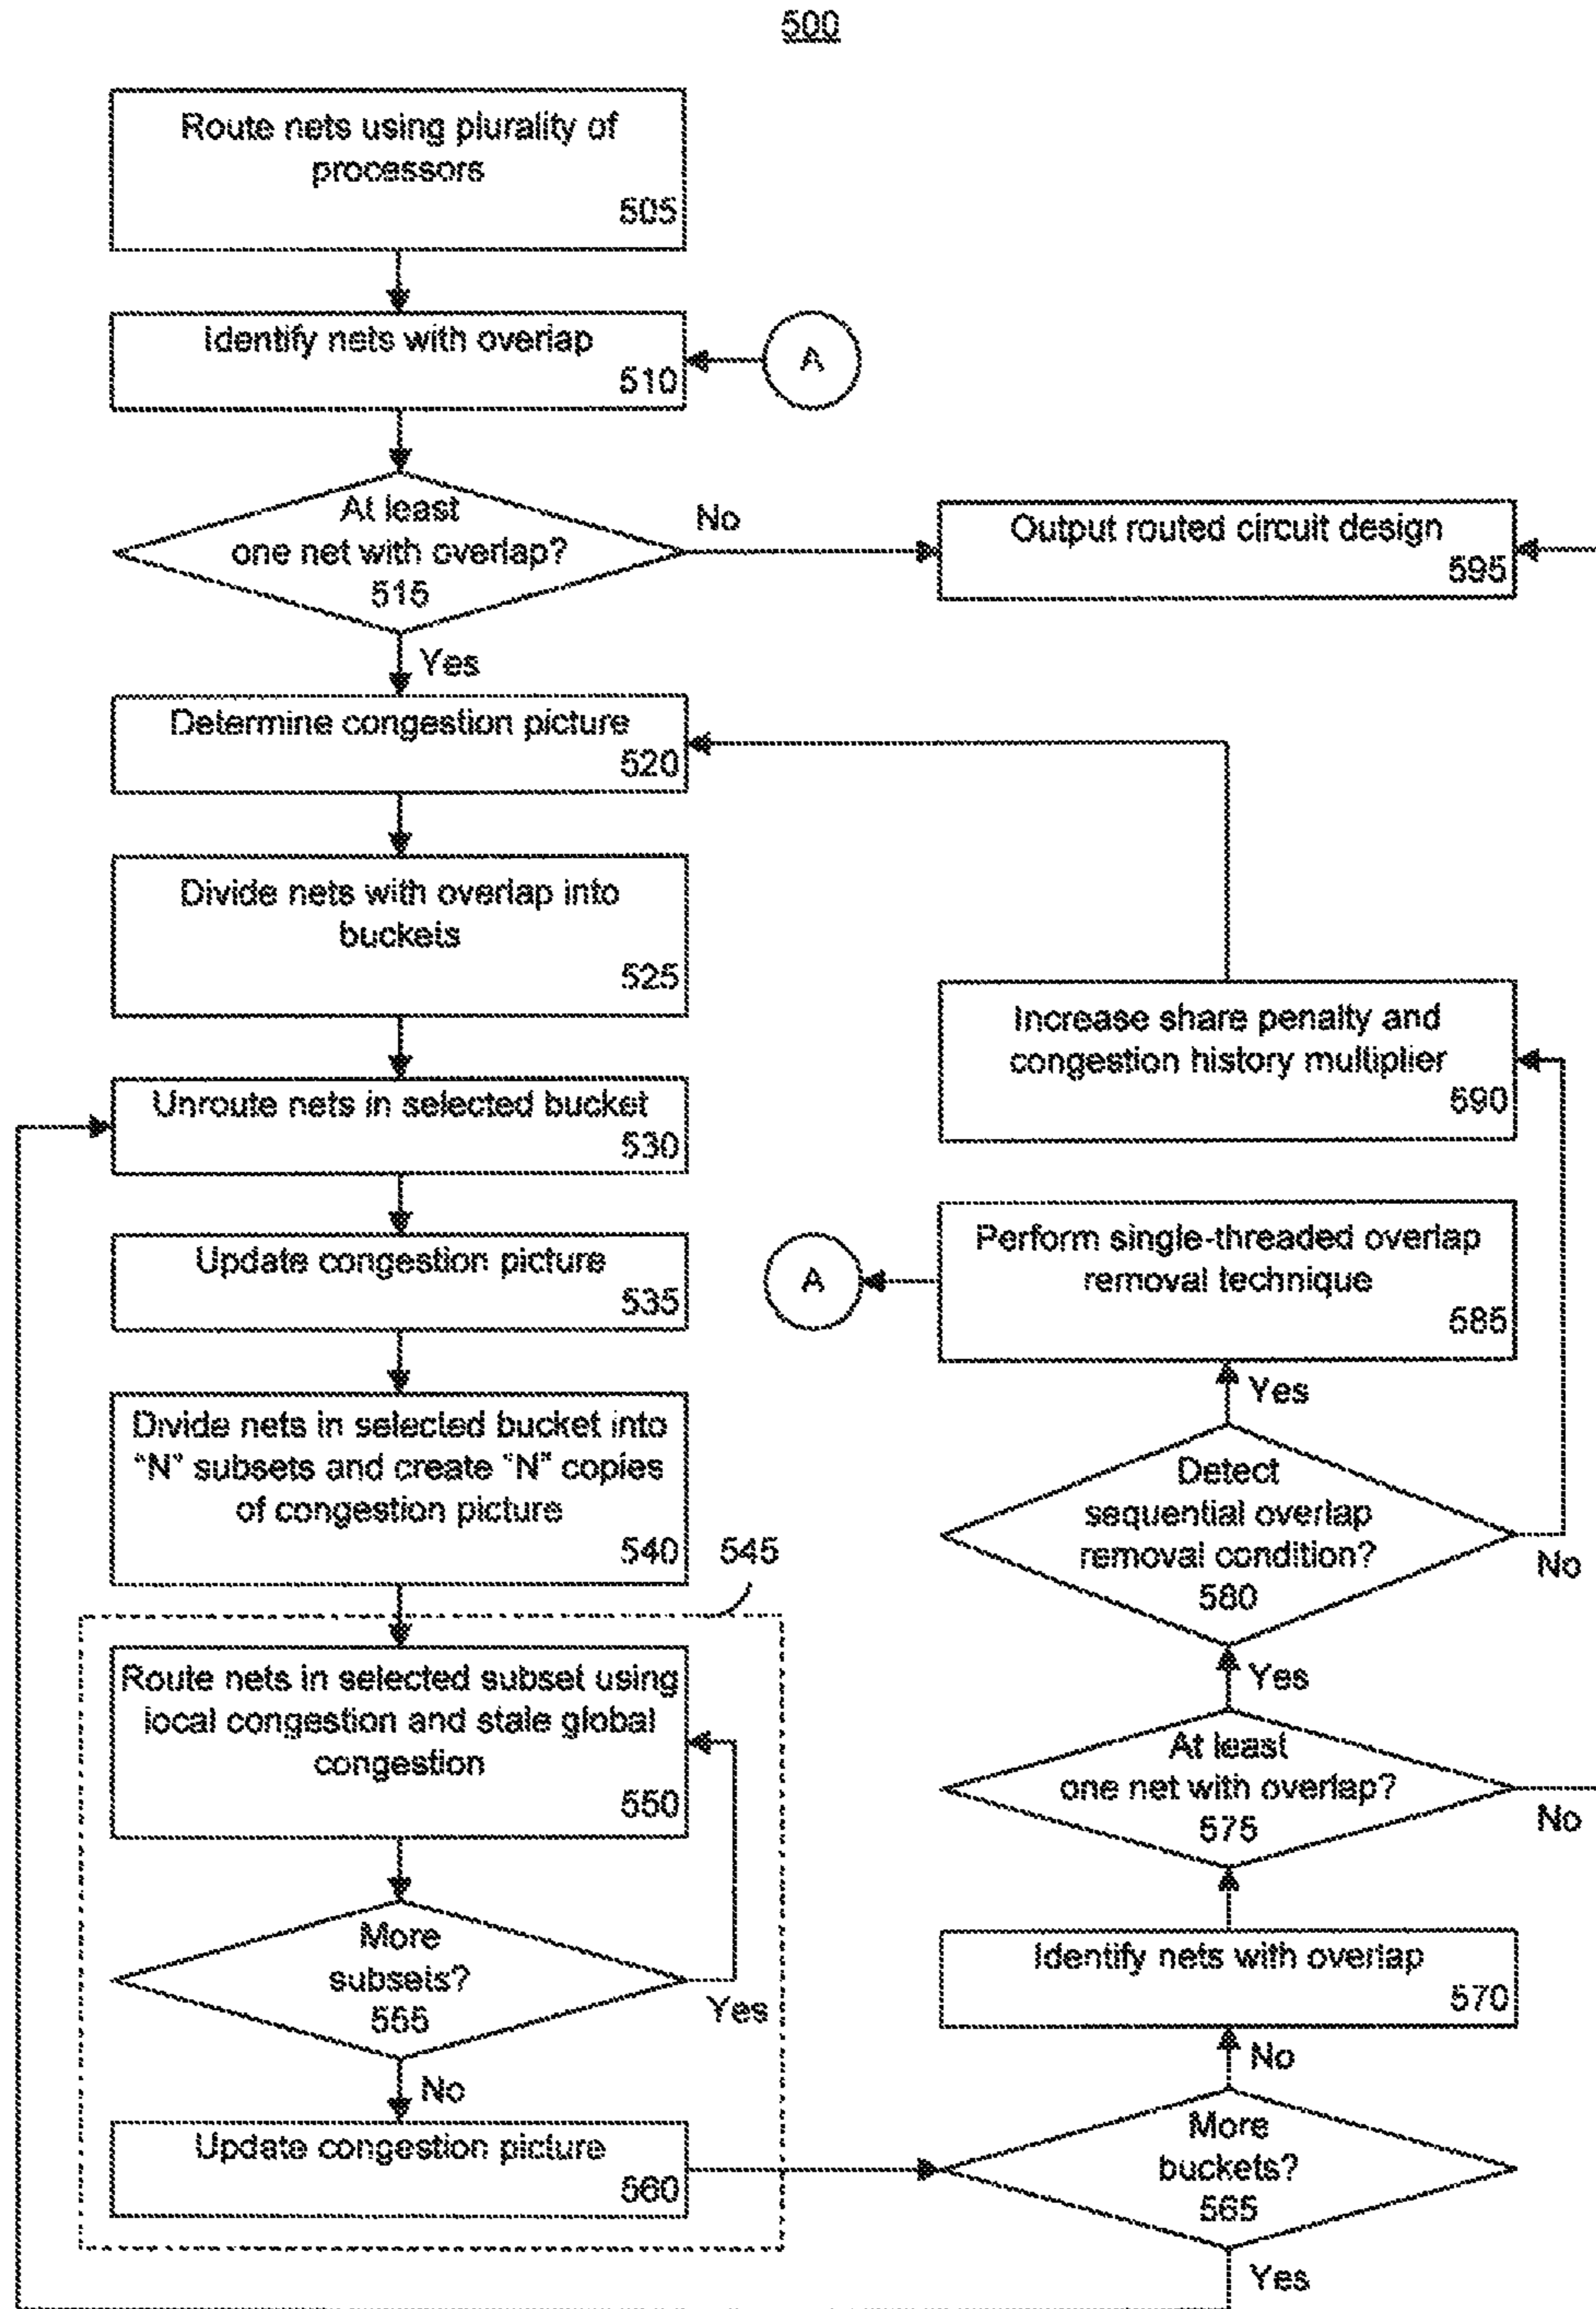 500
Route nets using plurality of
processors
505
Identify nets with overlap
510
A
At least
one net with overlap?
515
No
Yes
Output routed circuit design
595
Determine congestion picture
520
Divide nets with overlap into
buckets
525
Unroute nets in selected bucket
530
Update congestion picture
535
Divide nets in selected bucket into
"N" subsets and create "N" copies
of congestion picture
540
545
Route nets in selected subset using
local congestion and stale global
congestion
550
More
subsets?
555
Yes
No
Update congestion picture
560
Increase share penalty and
congestion history multiplier
590
Perform single-threaded overlap
removal technique
585
A
Yes
Detect
sequential overlap
removal condition?
580
No
Yes
At least
one net with overlap?
575
No
Identify nets with overlap
570
No
More
buckets?
565
Yes